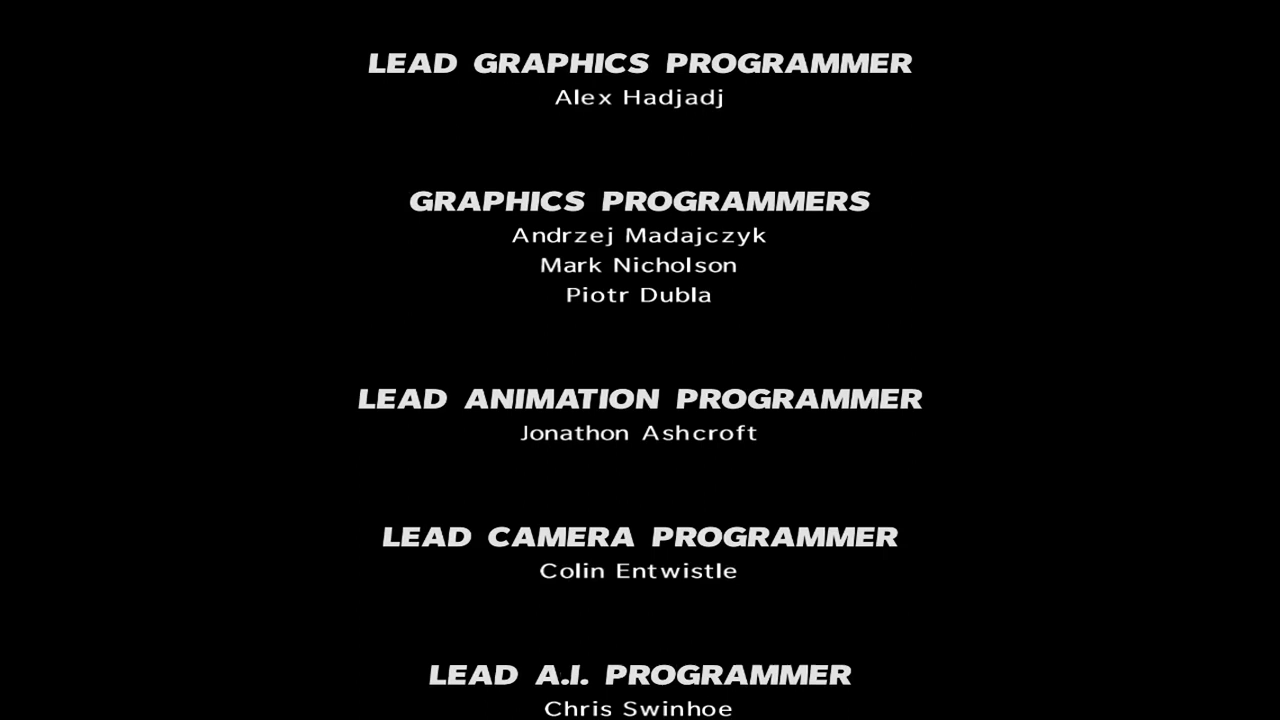 LEAD GRAPHICS PROGRAMMER
Alex Hadjadj
GRAPHICS PROGRAMMERS
Andrzej Madajczyk
Mark Nicholson
Piotr Dubla
LEAD ANIMATION PROGRAMMER
Jonathon Ashcroft
LEAD CAMERA PROGRAMMER
Colin Entwistle
LEAD A.I. PROGRAMMER
Chris Swinhoe